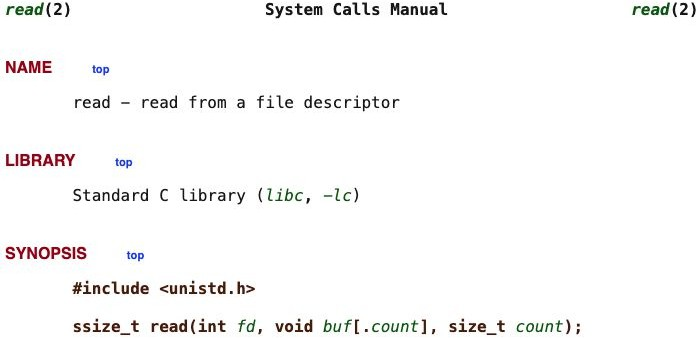 read(2) System Calls Manual read(2)
NAME top
read - read from a file descriptor
LIBRARY top
Standard C library (libc, -lc)
SYNOPSIS top
#include <unistd.h>
ssize_t read(int fd, void buf[.count], size_t count);